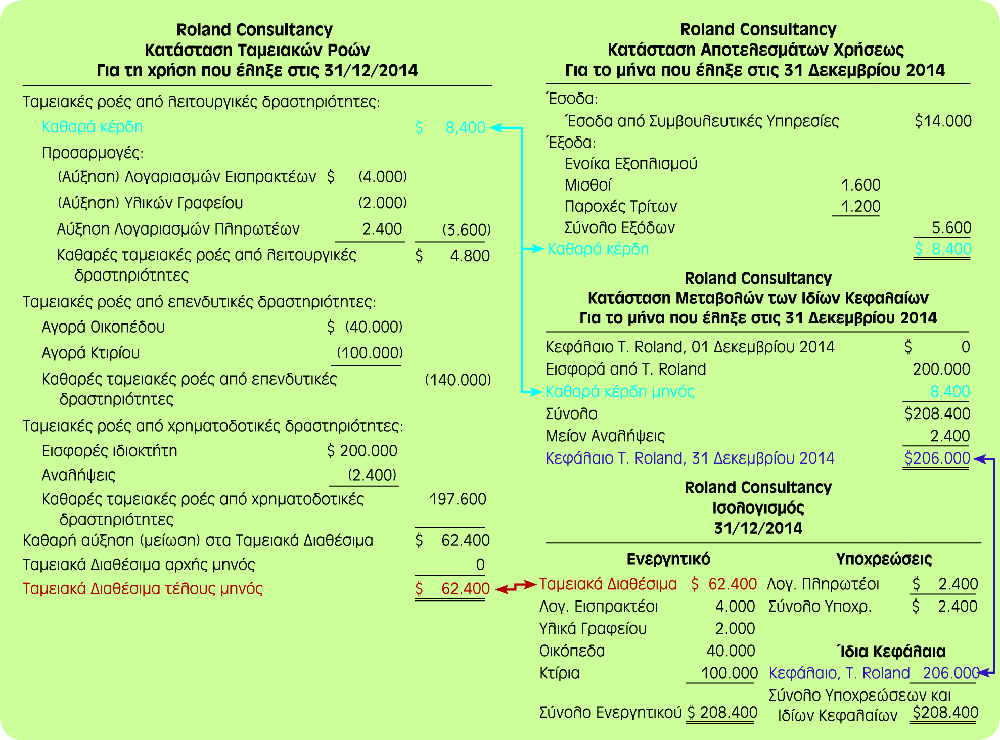 Roland Consultancy
Κατάσταση Ταμειακών Ροών
Για τη χρήση που έληξε στις 31/12/2014
Ταμειακές ροές από λειτουργικές δραστηριότητες:
Καθαρά κέρδη $ 8,400
Προσαρμογές:
(Αύξηση) Λογαριασμών Εισπρακτέων $ (4.000)
(Αύξηση) Υλικών Γραφείου (2.000)
Αύξηση Λογαριασμών Πληρωτέων 2.400 (3.600)
Καθαρές ταμειακές ροές από λειτουργικές $ 4.800
δραστηριότητες
Ταμειακές ροές από επενδυτικές δραστηριότητες:
Αγορά Οικοπέδου $ (40.000)
Αγορά Κτιρίου (100.000)
Καθαρές ταμειακές ροές από επενδυτικές (140.000)
δραστηριότητες
Ταμειακές ροές από χρηματοδοτικές δραστηριότητες:
Εισφορές ιδιοκτήτη $ 200.000
Αναλήψεις (2.400)
Καθαρές ταμειακές ροές από χρηματοδοτικές 197.600
δραστηριότητες
Καθαρή αύξηση (μείωση) στα Ταμειακά Διαθέσιμα $ 62.400
Ταμειακά Διαθέσιμα αρχής μηνός 0
Ταμειακά Διαθέσιμα τέλους μηνός $ 62.400
Roland Consultancy
Κατάσταση Αποτελεσμάτων Χρήσεως
Για το μήνα που έληξε στις 31 Δεκεμβρίου 2014
Έσοδα:
Έσοδα από Συμβουλευτικές Υπηρεσίες $14.000
Έξοδα:
Ενοίκα Εξοπλισμού
Μισθοί 1.600
Παροχές Τρίτων 1.200
Σύνολο Εξόδων 5.600
Καθαρά κέρδη $ 8.400
Roland Consultancy
Κατάσταση Μεταβολών των Ιδίων Κεφαλαίων
Για το μήνα που έληξε στις 31 Δεκεμβρίου 2014
Κεφάλαιο T. Roland, 01 Δεκεμβρίου 2014 $ 0
Εισφορά από T. Roland 200.000
Καθαρά κέρδη μηνός 8.400
Σύνολο $208.400
Μείον Αναλήψεις 2.400
Κεφάλαιο T. Roland, 31 Δεκεμβρίου 2014 $206.000
Roland Consultancy
Ισολογισμός
31/12/2014
Ενεργητικό Υποχρεώσεις
Ταμειακά Διαθέσιμα $ 62.400 Λογ. Πληρωτέοι $ 2.400
Λογ. Εισπρακτέοι 4.000 Σύνολο Υποχρ. $ 2.400
Υλικά Γραφείου 2.000
Οικόπεδα 40.000 Ίδια Κεφάλαια
Κτίρια 100.000 Κεφάλαιο, T. Roland 206.000
Σύνολο Υποχρεώσεων και
Σύνολο Ενεργητικού $ 208.400 Ιδίων Κεφαλαίων $208.400